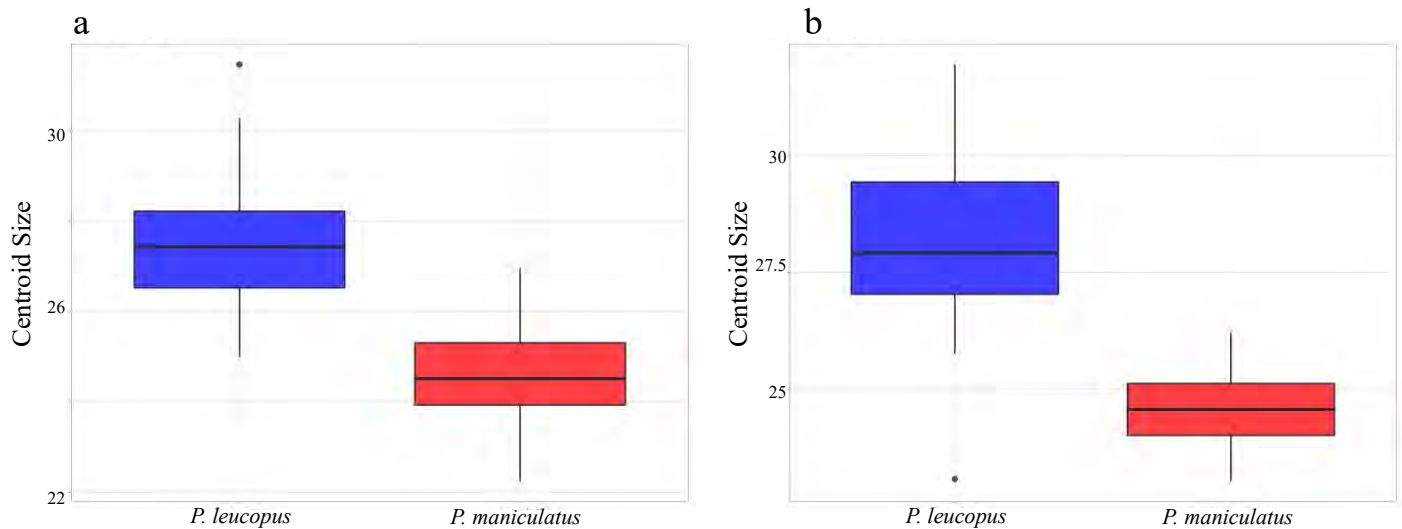 a
30
26
22
Centroid Size
P. leucopus
P. maniculatus
b
30
27.5
25
Centroid Size
P. leucopus
P. maniculatus